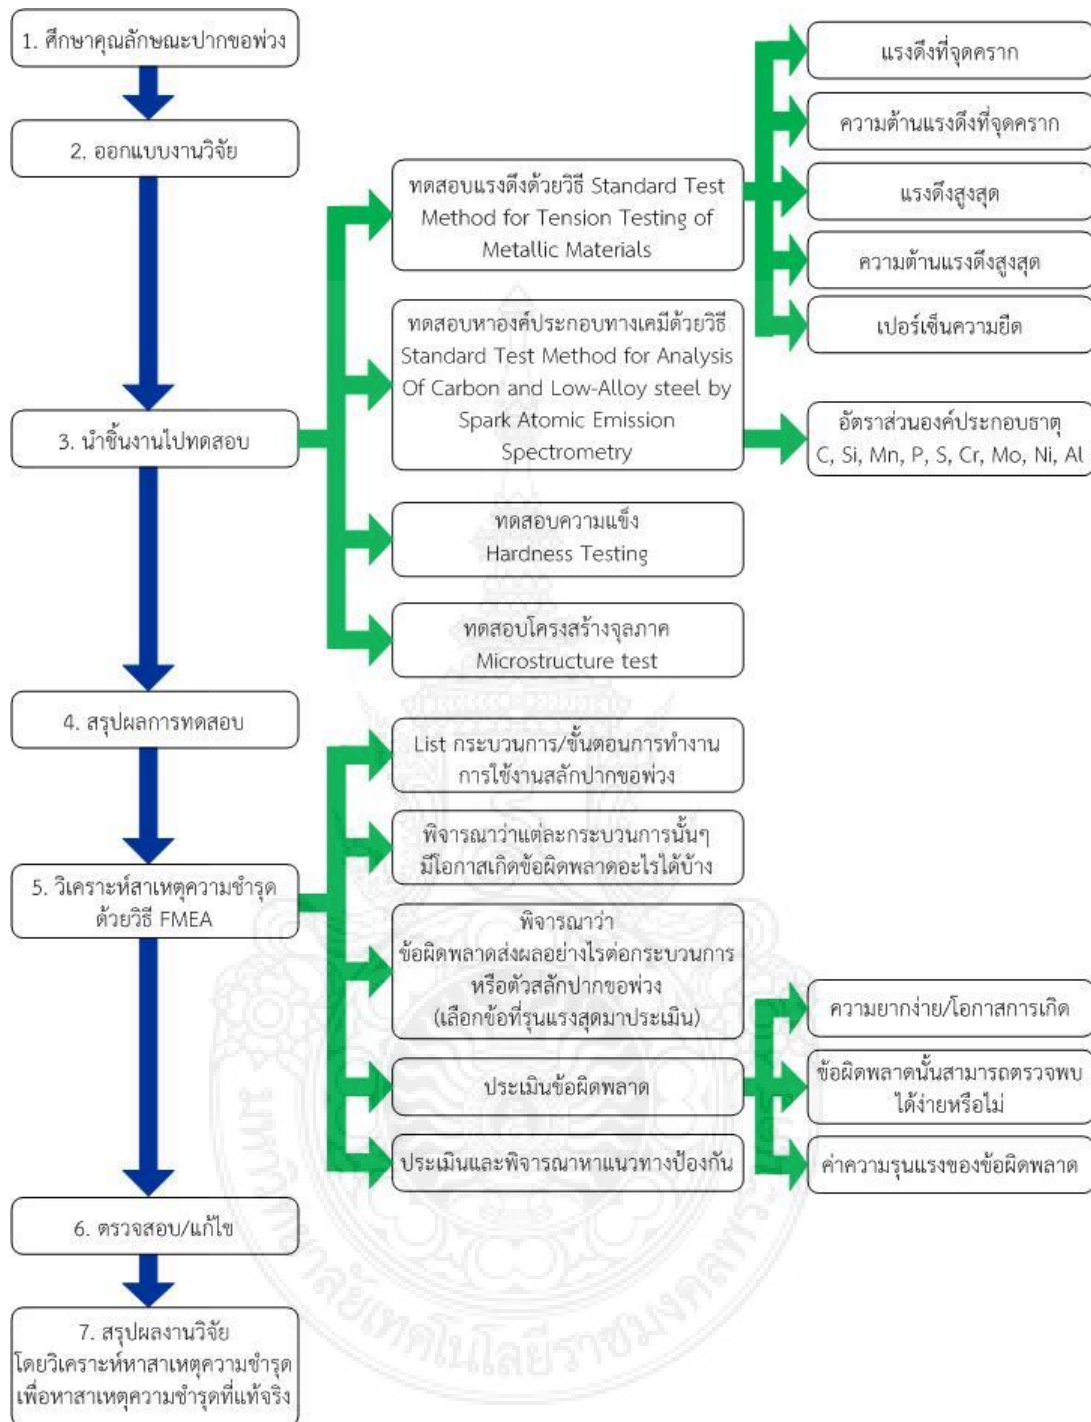 1. ศึกษาคุณลักษณะปากขอพ่วง
2. ออกแบบงานวิจัย
3. นำชิ้นงานไปทดสอบ
ทดสอบแรงดึงด้วยวิธี Standard Test
Method for Tension Testing of
Metallic Materials
แรงดึงที่จุดคราก
ความต้านแรงดึงที่จุดคราก
แรงดึงสูงสุด
ความต้านแรงดึงสูงสุด
เปอร์เซ็นความยืด
ทดสอบหาองค์ประกอบทางเคมีด้วยวิธี
Standard Test Method for Analysis
Of Carbon and Low-Alloy steel by
Spark Atomic Emission
Spectrometry
อัตราส่วนองค์ประกอบธาตุ
C, Si, Mn, P, S, Cr, Mo, Ni, Al
ทดสอบความแข็ง
Hardness Testing
ทดสอบโครงสร้างจุลภาค
Microstructure test
4. สรุปผลการทดสอบ
5. วิเคราะห์สาเหตุความชำรุด
ด้วยวิธี FMEA
List กระบวนการ/ขั้นตอนการทำงาน
การใช้งานสลักปากขอพ่วง
พิจารณาว่าแต่ละกระบวนการนั้นๆ
มีโอกาสเกิดข้อผิดพลาดอะไรได้บ้าง
พิจารณาว่า
ข้อผิดพลาดส่งผลอย่างไรต่อกระบวนการ
หรือตัวสลักปากขอพ่วง
(เลือกข้อที่รุนแรงสุดมาประเมิน)
ประเมินข้อผิดพลาด
ความยากง่าย/โอกาสการเกิด
ข้อผิดพลาดนั้นสามารถตรวจพบ
ได้ง่ายหรือไม่
ค่าความรุนแรงของข้อผิดพลาด
ประเมินและพิจารณาหาแนวทางป้องกัน
6. ตรวจสอบ/แก้ไข
7. สรุปผลงานวิจัย
โดยวิเคราะห์หาสาเหตุความชำรุด
เพื่อหาสาเหตุความชำรุดที่แท้จริง